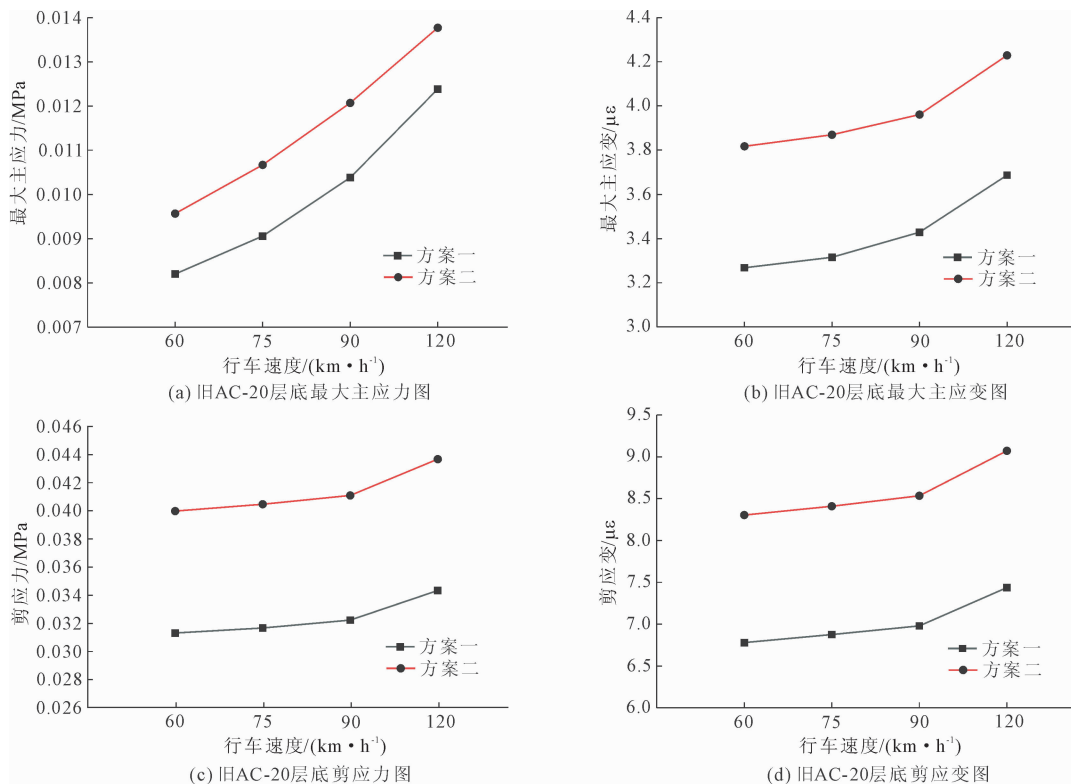 0.014
0.013
0.012
0.011
0.010
0.009
0.008
0.007
最大主应力/MPa
方案一
方案二
60 75 90 120
行车速度/(km·h⁻¹)
(a) 旧AC-20层底最大主应力图
4.4
4.2
4.0
3.8
3.6
3.4
3.2
3.0
最大主应变/με
方案一
方案二
60 75 90 120
行车速度/(km·h⁻¹)
(b) 旧AC-20层底最大主应变图
0.046
0.044
0.042
0.040
0.038
0.036
0.034
0.032
0.030
0.028
0.026
剪应力/MPa
方案一
方案二
60 75 90 120
行车速度/(km·h⁻¹)
(c) 旧AC-20层底剪应力图
9.5
9.0
8.5
8.0
7.5
7.0
6.5
6.0
剪应变/με
方案一
方案二
60 75 90 120
行车速度/(km·h⁻¹)
(d) 旧AC-20层底剪应变图